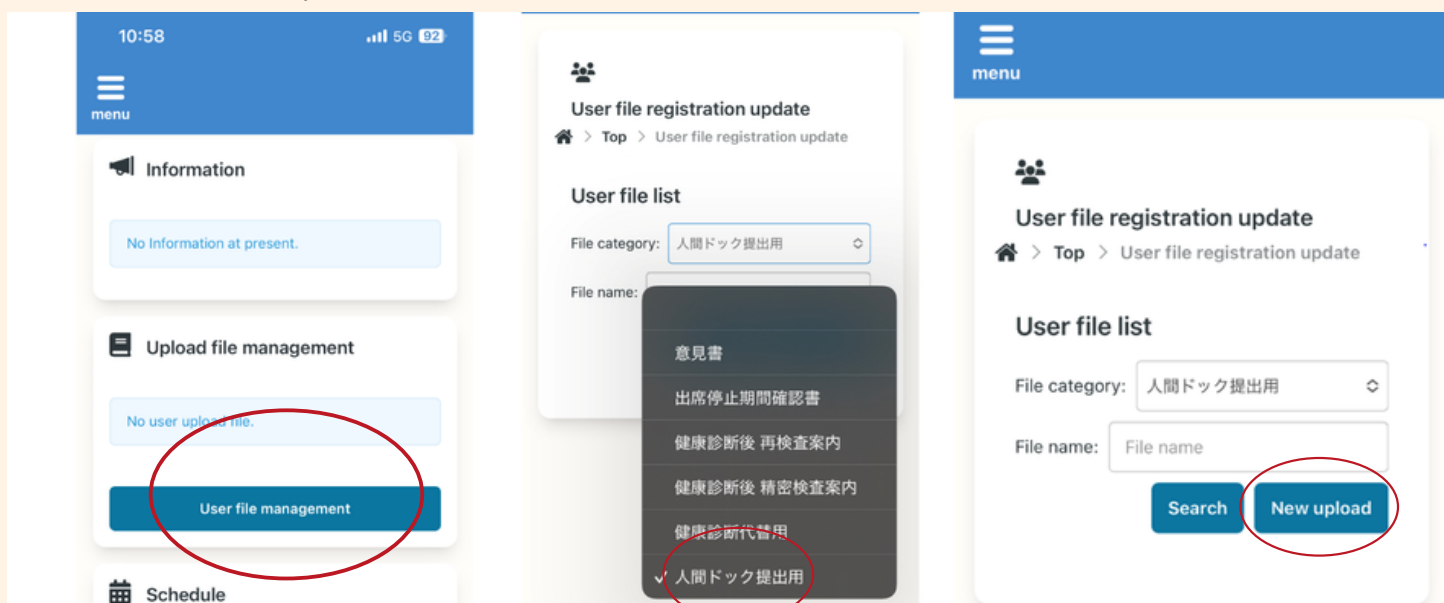 10:58
5G 92
menu
Information
No Information at present.
Upload file management
No user upload file.
User file management
Schedule
User file registration update
Top > User file registration update
User file list
File category: 人間ドック提出用
File name:
意見書
出席停止期間確認書
健康診断後 再検査案内
健康診断後 精密検査案内
健康診断代替用
✓ 人間ドック提出用
menu
User file registration update
Top > User file registration update
User file list
File category: 人間ドック提出用
File name: File name
Search New upload